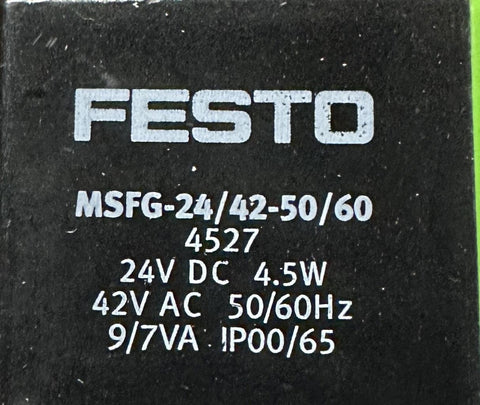 FESTO
MSFG-24/42-50/60
4527
24V DC 4.5W
42V AC 50/60Hz
9/7VA IP00/65